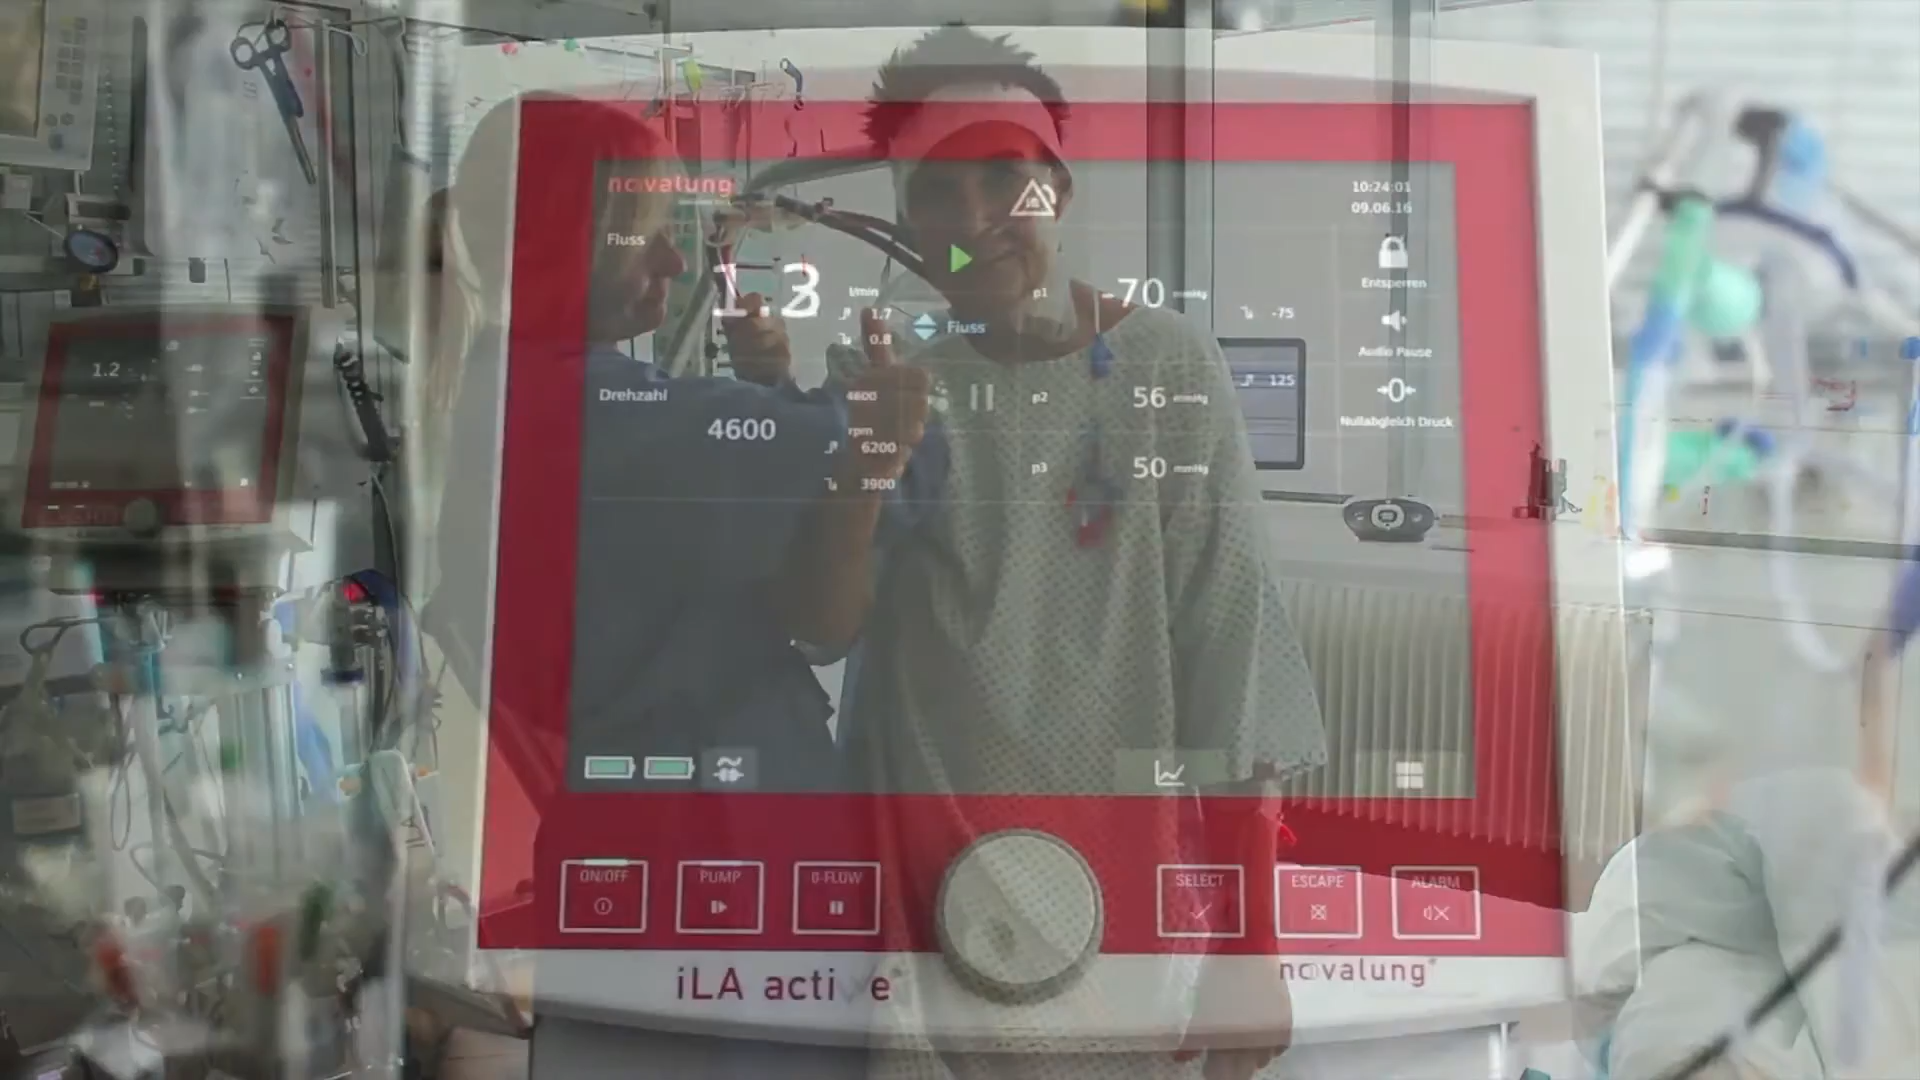 novalung
10:24:01
09.06.16
Fluss
1.3
l/min
1.7
0.8
Fluss
p1
-70 mmHg
-75
Entsperren
Audio Pause
1.2
Drehzahl
4600
4600
rpm
6200
3900
p2
56 mmHg
125
Nullabgleich Druck
p3
50 mmHg
ON/OFF
PUMP
0-FLOW
SELECT
ESCAPE
ALARM
iLA active
novalung